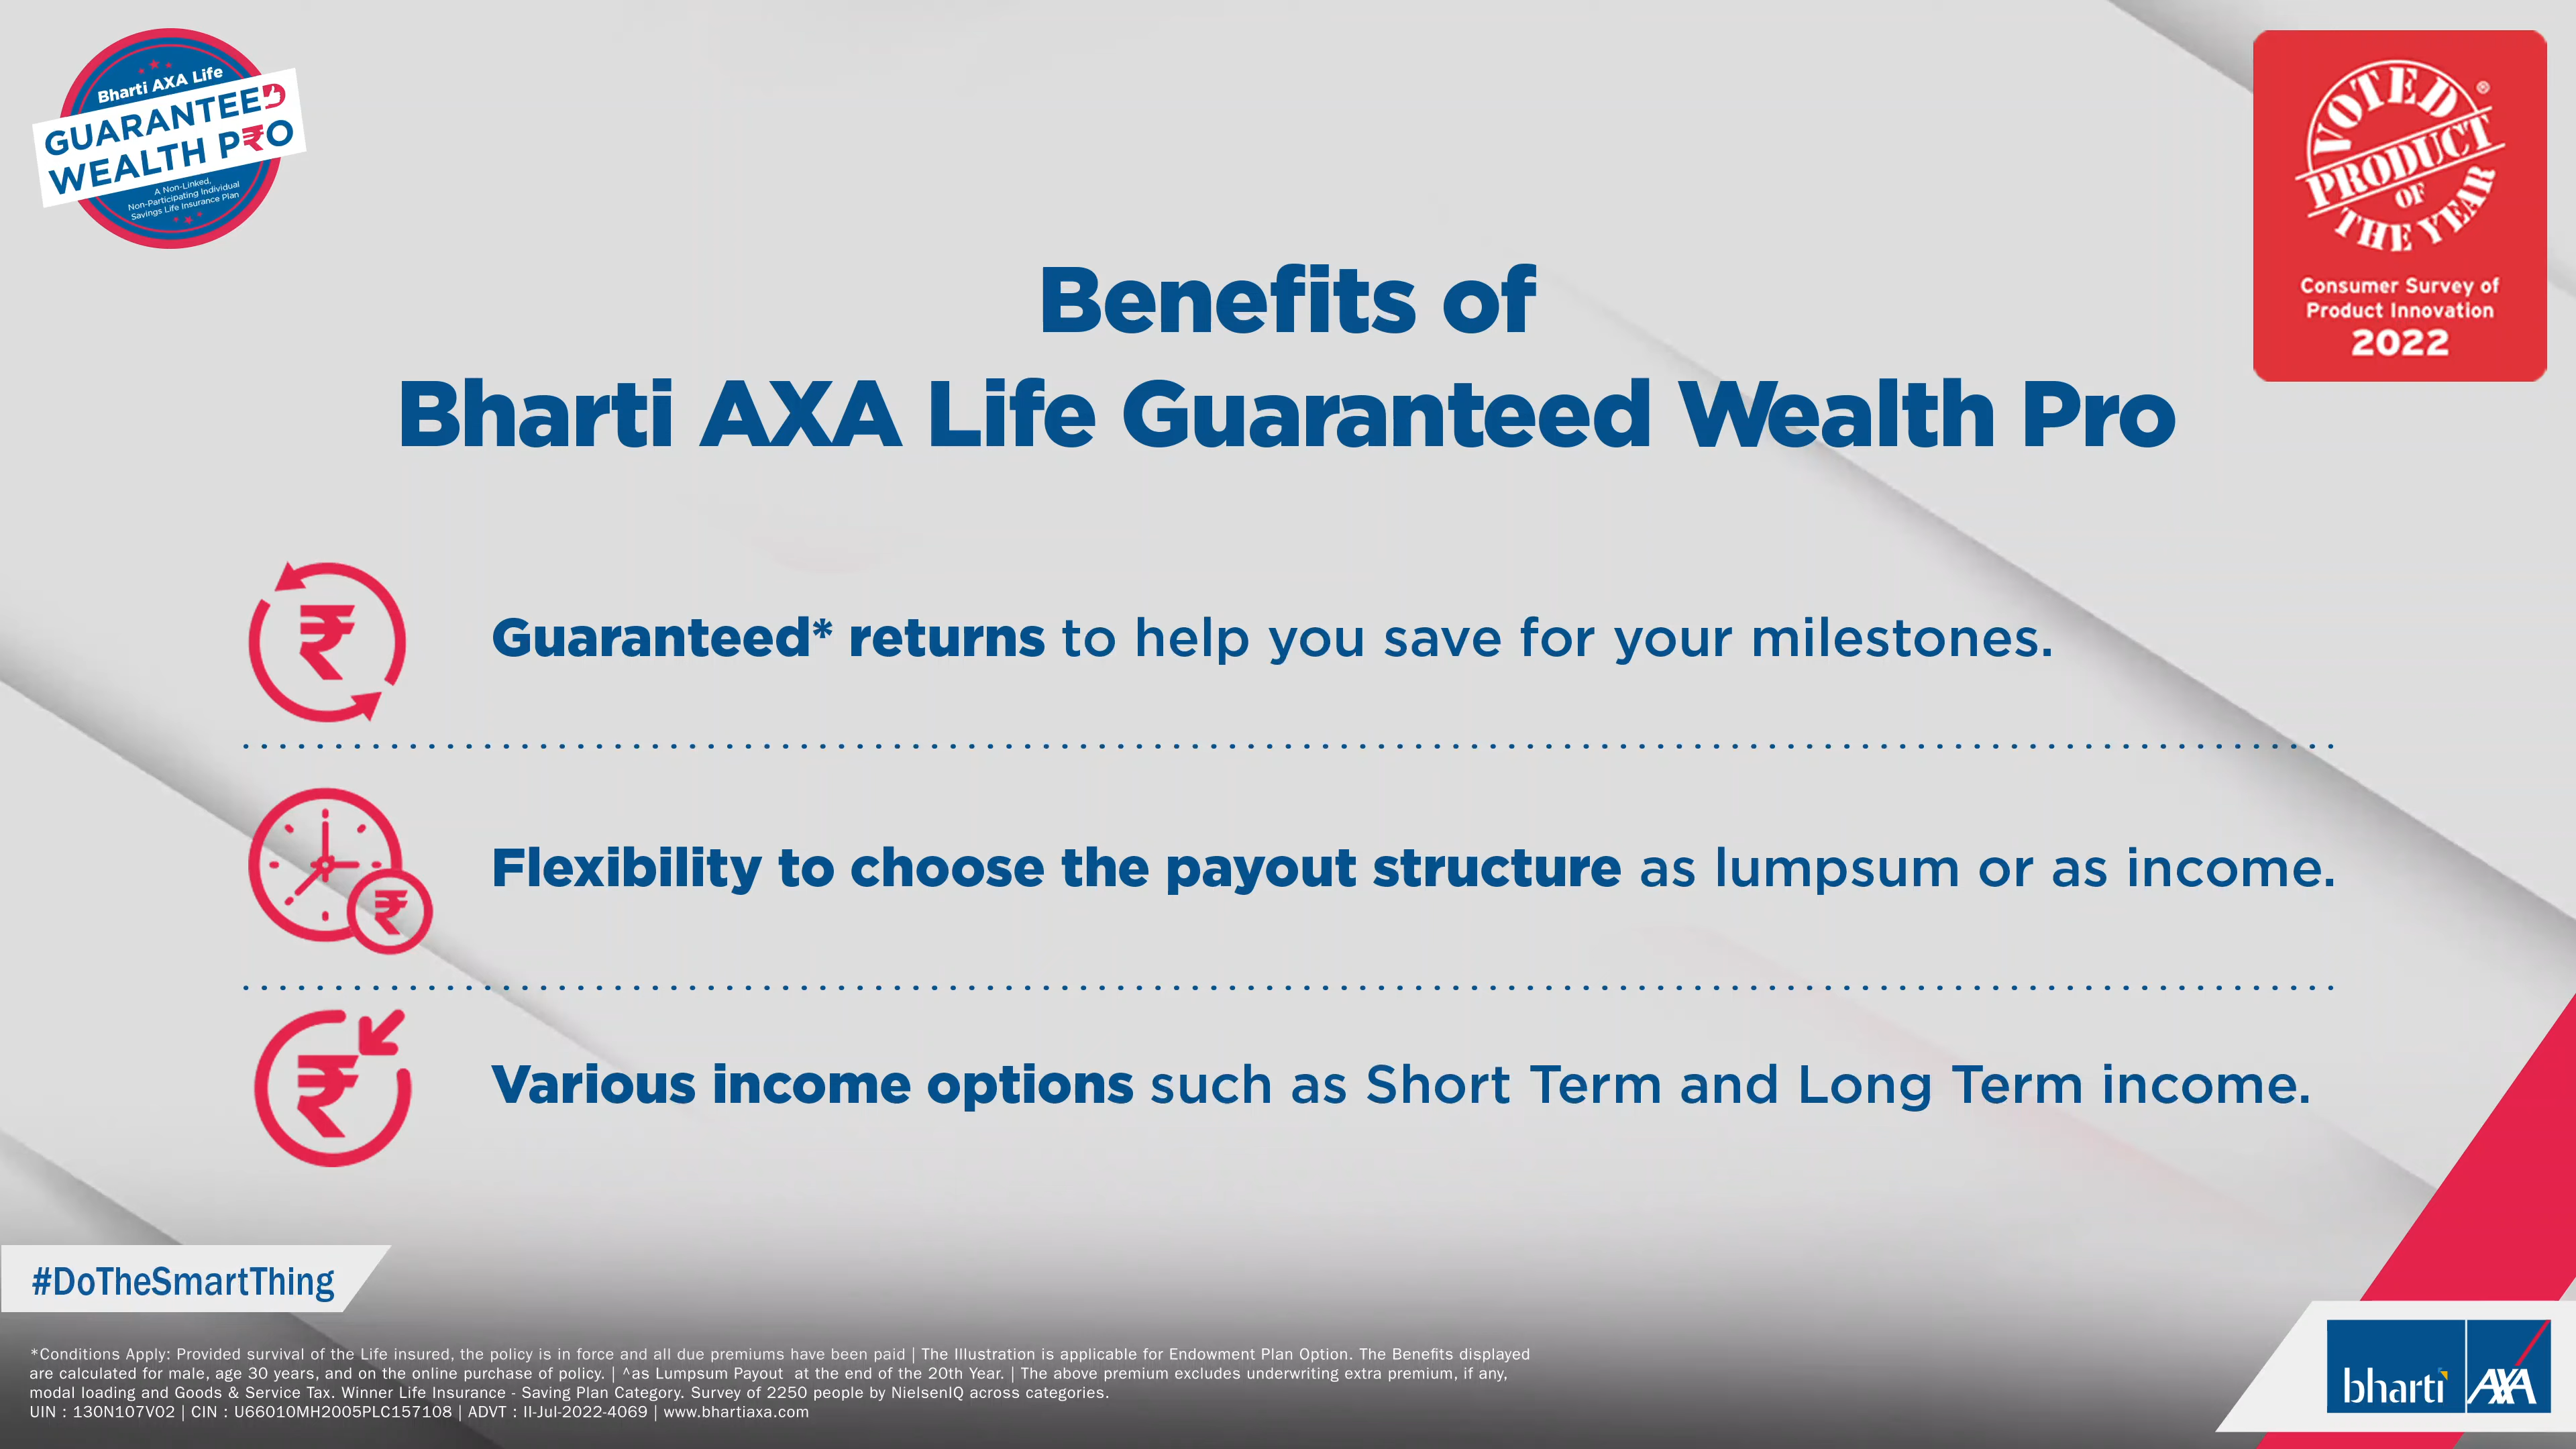 Bharti AXA Life
GUARANTEED
WEALTH P₹O
A Non-Linked,
Non-Participating Individual
Savings Life Insurance Plan
VOTED
PRODUCT
OF
THE YEAR
®
Consumer Survey of
Product Innovation
2022
Benefits of
Bharti AXA Life Guaranteed Wealth Pro
₹
Guaranteed* returns to help you save for your milestones.
₹
Flexibility to choose the payout structure as lumpsum or as income.
₹
Various income options such as Short Term and Long Term income.
#DoTheSmartThing
*Conditions Apply: Provided survival of the Life insured, the policy is in force and all due premiums have been paid | The Illustration is applicable for Endowment Plan Option. The Benefits displayed
are calculated for male, age 30 years, and on the online purchase of policy. | ^as Lumpsum Payout at the end of the 20th Year. | The above premium excludes underwriting extra premium, if any,
modal loading and Goods & Service Tax. Winner Life Insurance - Saving Plan Category. Survey of 2250 people by NielsenIQ across categories.
UIN : 130N107V02 | CIN : U66010MH2005PLC157108 | ADVT : II-Jul-2022-4069 | www.bhartiaxa.com
bharti AXA